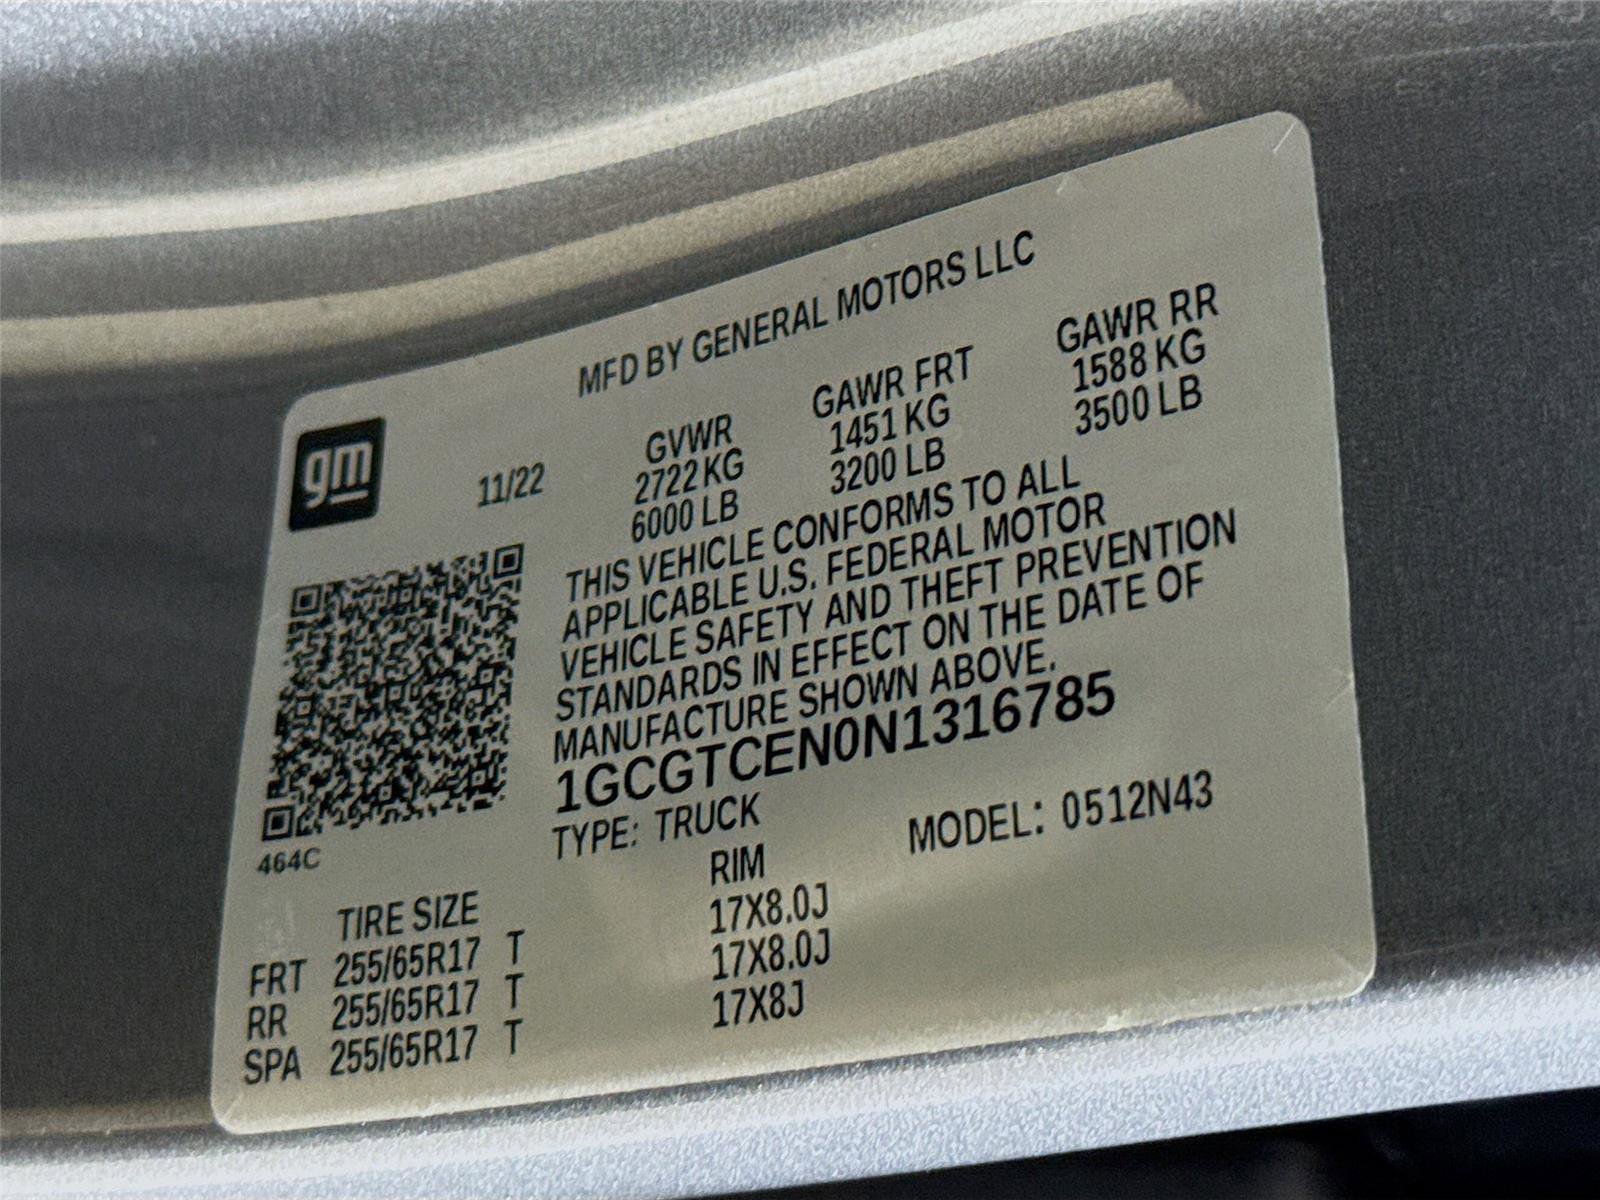 MFD BY GENERAL MOTORS LLC
gm
11/22
GVWR GAWR FRT GAWR RR
2722 KG 1451 KG 1588 KG
6000 LB 3200 LB 3500 LB
THIS VEHICLE CONFORMS TO ALL
APPLICABLE U.S. FEDERAL MOTOR
VEHICLE SAFETY AND THEFT PREVENTION
STANDARDS IN EFFECT ON THE DATE OF
MANUFACTURE SHOWN ABOVE.
1GCGTCEN0N1316785
TYPE: TRUCK MODEL: 0512N43
464C
TIRE SIZE RIM
FRT 255/65R17 T 17X8.0J
RR 255/65R17 T 17X8.0J
SPA 255/65R17 T 17X8J